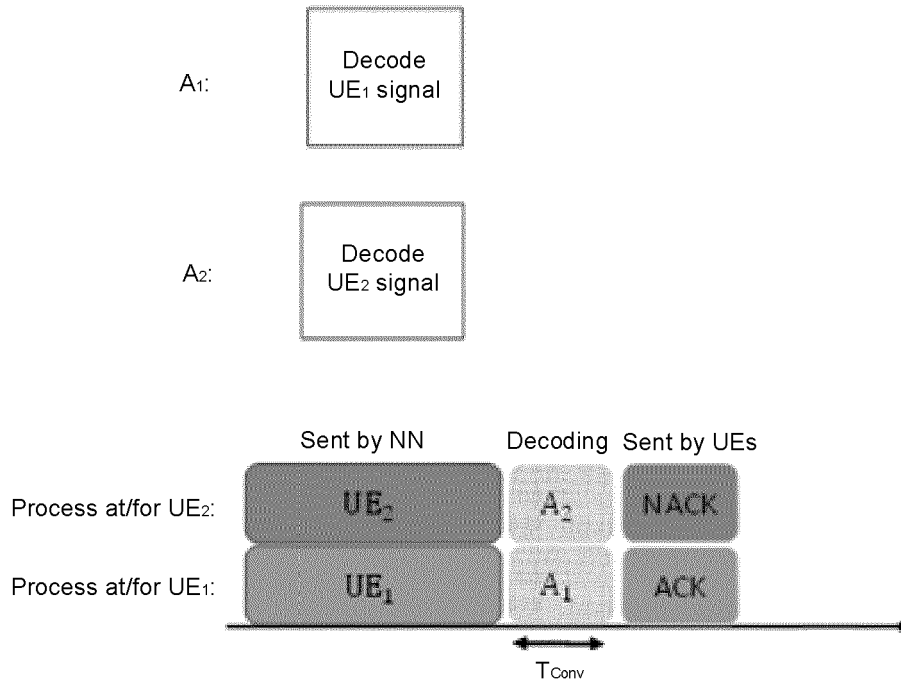 A1:
Decode
UE1 signal
A2:
Decode
UE2 signal
Sent by NN Decoding Sent by UEs
Process at/for UE2: UE2 A2 NACK
Process at/for UE1: UE1 A1 ACK
TConv